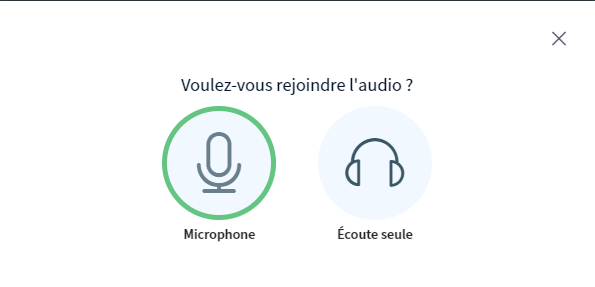 Voulez-vous rejoindre l'audio ?
Microphone
Écoute seule